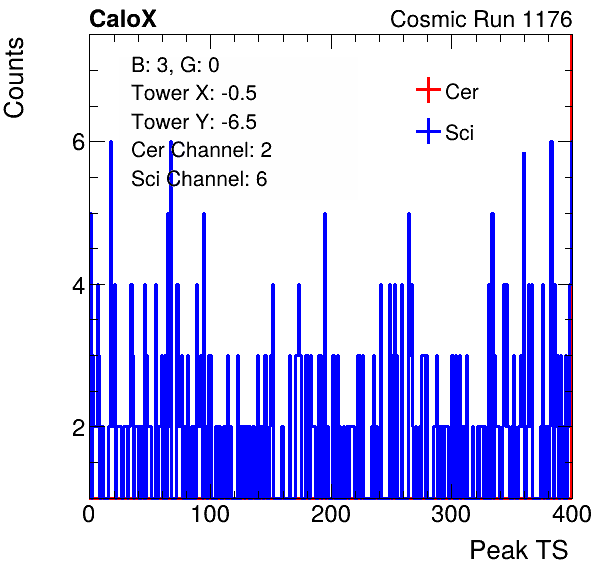 CaloX Cosmic Run 1176
Counts
B: 3, G: 0
Tower X: -0.5
Tower Y: -6.5
Cer Channel: 2
Sci Channel: 6
Cer
Sci
6
4
2
0 100 200 300 400
Peak TS